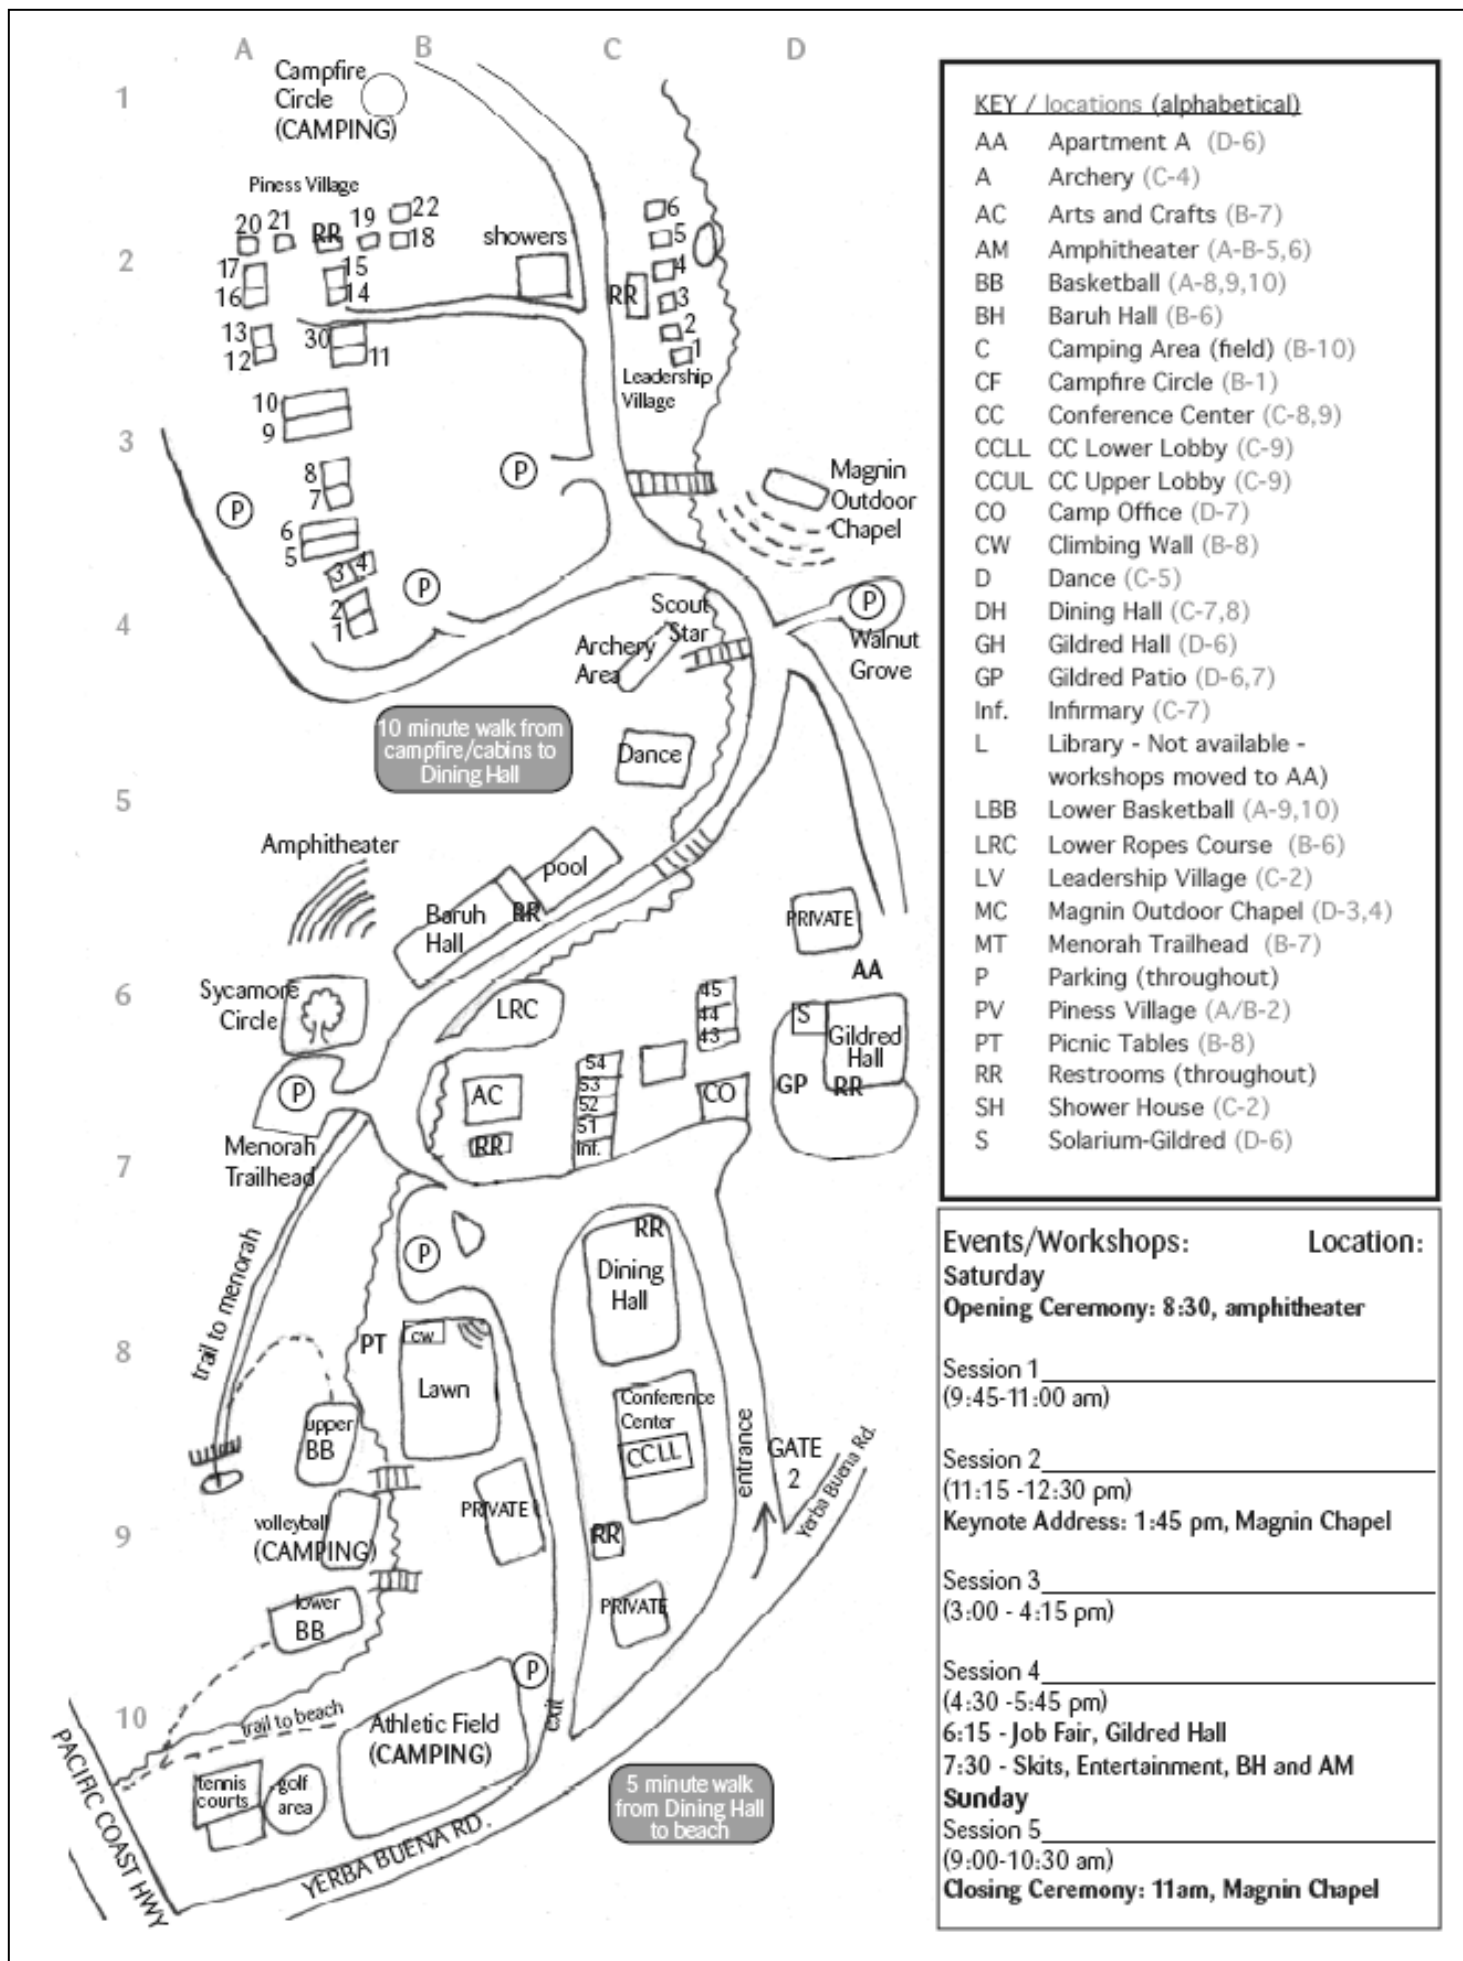 A B C D
1
Campfire
Circle
(CAMPING)
Piness Village
20 21 RR 19 22
18
17 15
16 14
showers
2
13 30
12 11
10
9
6
5
4
RR 3
2
1
Leadership
Village
3
8
7
P
P
6
5
3 4
P
2
1
Magnin
Outdoor
Chapel
4
Scout
Star
Archery
Area
P
Walnut
Grove
10 minute walk from
campfire/cabins to
Dining Hall
Dance
5
Amphitheater
pool
Baruh
Hall
RR
PRIVATE
AA
6
Sycamore
Circle
LRC
45
44
43
S
Gildred
Hall
GP RR
P
AC
RR
54
53
52
51
Inf.
CO
Menorah
Trailhead
7
trail to menorah
P
RR
Dining
Hall
8
PT
cw
Lawn
upper
BB
Conference
Center
CCLL
entrance
GATE
2
Yerba Buena Rd.
9
volleyball
(CAMPING)
PRIVATE
RR
lower
BB
PRIVATE
P
exit
10
trail to beach
Athletic Field
(CAMPING)
tennis
courts
golf
area
PACIFIC COAST HWY
YERBA BUENA RD.
5 minute walk
from Dining Hall
to beach
KEY / locations (alphabetical)
AA Apartment A (D-6)
A Archery (C-4)
AC Arts and Crafts (B-7)
AM Amphitheater (A-B-5,6)
BB Basketball (A-8,9,10)
BH Baruh Hall (B-6)
C Camping Area (field) (B-10)
CF Campfire Circle (B-1)
CC Conference Center (C-8,9)
CCLL CC Lower Lobby (C-9)
CCUL CC Upper Lobby (C-9)
CO Camp Office (D-7)
CW Climbing Wall (B-8)
D Dance (C-5)
DH Dining Hall (C-7,8)
GH Gildred Hall (D-6)
GP Gildred Patio (D-6,7)
Inf. Infirmary (C-7)
L Library - Not available -
workshops moved to AA)
LBB Lower Basketball (A-9,10)
LRC Lower Ropes Course (B-6)
LV Leadership Village (C-2)
MC Magnin Outdoor Chapel (D-3,4)
MT Menorah Trailhead (B-7)
P Parking (throughout)
PV Piness Village (A/B-2)
PT Picnic Tables (B-8)
RR Restrooms (throughout)
SH Shower House (C-2)
S Solarium-Gildred (D-6)
Events/Workshops: Location:
Saturday
Opening Ceremony: 8:30, amphitheater
Session 1
(9:45-11:00 am)
Session 2
(11:15 -12:30 pm)
Keynote Address: 1:45 pm, Magnin Chapel
Session 3
(3:00 - 4:15 pm)
Session 4
(4:30 -5:45 pm)
6:15 - Job Fair, Gildred Hall
7:30 - Skits, Entertainment, BH and AM
Sunday
Session 5
(9:00-10:30 am)
Closing Ceremony: 11am, Magnin Chapel